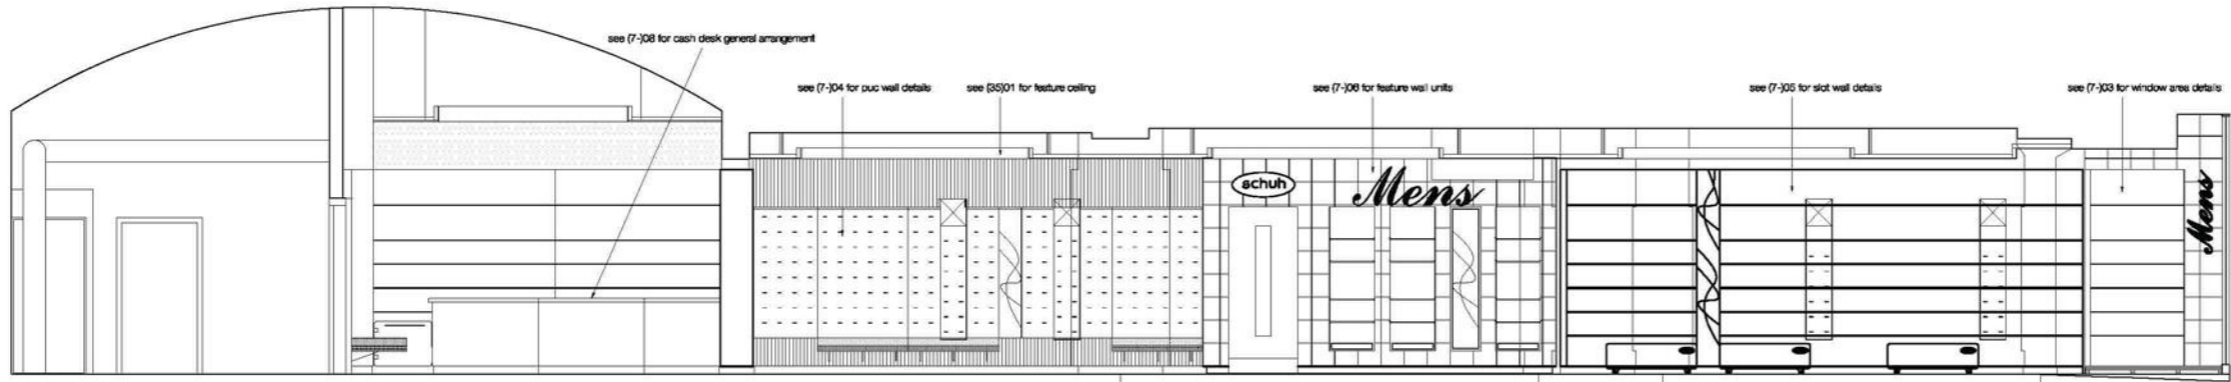 see (7-)08 for cash desk general arrangement
see (7-)04 for puc wall details
see (35)01 for feature ceiling
see (7-)06 for feature wall units
see (7-)05 for slot wall details
see (7-)03 for window area details
schuh
Mens
Mens